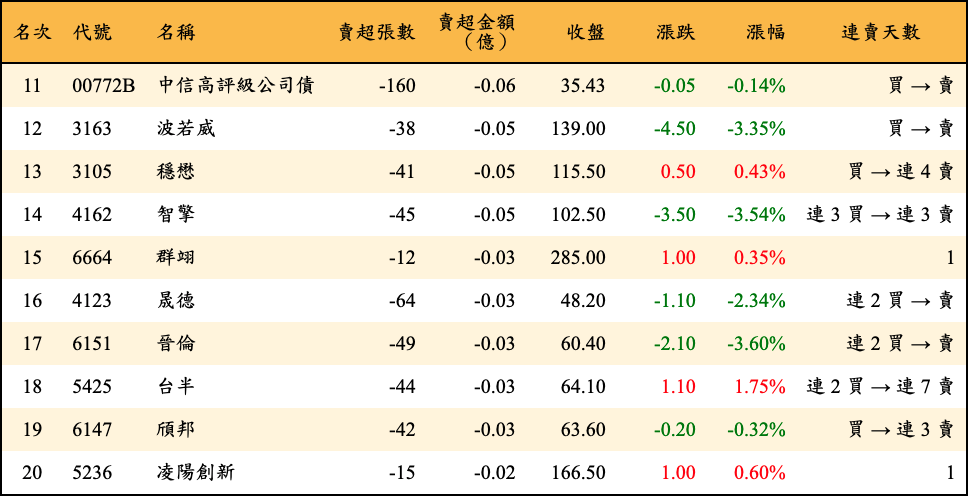 名次 代號 名稱 賣超張數 賣超金額（億） 收盤 漲跌 漲幅 連賣天數
11 00772B 中信高評級公司債 -160 -0.06 35.43 -0.05 -0.14% 買 → 賣
12 3163 波若威 -38 -0.05 139.00 -4.50 -3.35% 買 → 賣
13 3105 穩懋 -41 -0.05 115.50 0.50 0.43% 買 → 連 4 賣
14 4162 智擎 -45 -0.05 102.50 -3.50 -3.54% 連 3 買 → 連 3 賣
15 6664 群翊 -12 -0.03 285.00 1.00 0.35% 1
16 4123 晟德 -64 -0.03 48.20 -1.10 -2.34% 連 2 買 → 賣
17 6151 晉倫 -49 -0.03 60.40 -2.10 -3.60% 連 2 買 → 賣
18 5425 台半 -44 -0.03 64.10 1.10 1.75% 連 2 買 → 連 7 賣
19 6147 頎邦 -42 -0.03 63.60 -0.20 -0.32% 買 → 連 3 賣
20 5236 凌陽創新 -15 -0.02 166.50 1.00 0.60% 1